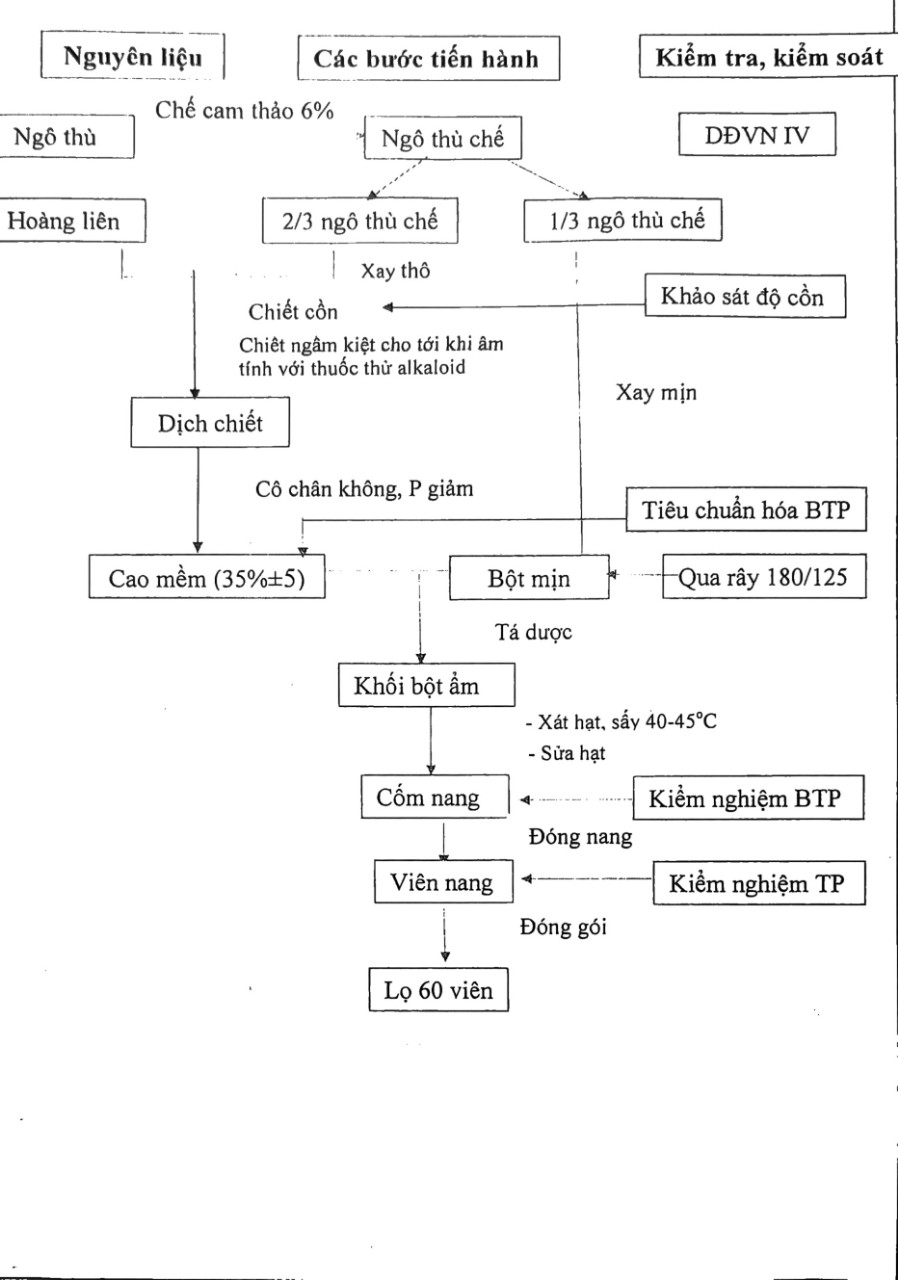 Nguyên liệu
Các bước tiến hành
Kiểm tra, kiểm soát
Chế cam thảo 6%
Ngô thù
Ngô thù chế
DĐVN IV
Hoàng liên
2/3 ngô thù chế
1/3 ngô thù chế
Xay thô
Khảo sát độ cồn
Chiết cồn
Chiêt ngâm kiệt cho tới khi âm
tính với thuốc thử alkaloid
Xay mịn
Dịch chiết
Cô chân không, P giảm
Tiêu chuẩn hóa BTP
Cao mềm (35%±5)
Bột mịn
Qua rây 180/125
Tá dược
Khối bột ẩm
- Xát hạt, sấy 40-45°C
- Sửa hạt
Cốm nang
Kiểm nghiệm BTP
Đóng nang
Viên nang
Kiểm nghiệm TP
Đóng gói
Lọ 60 viên